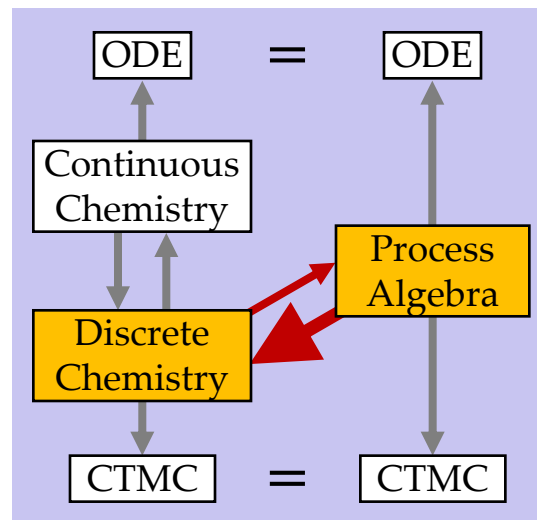 ODE = ODE
Continuous
Chemistry
Process
Algebra
Discrete
Chemistry
CTMC = CTMC